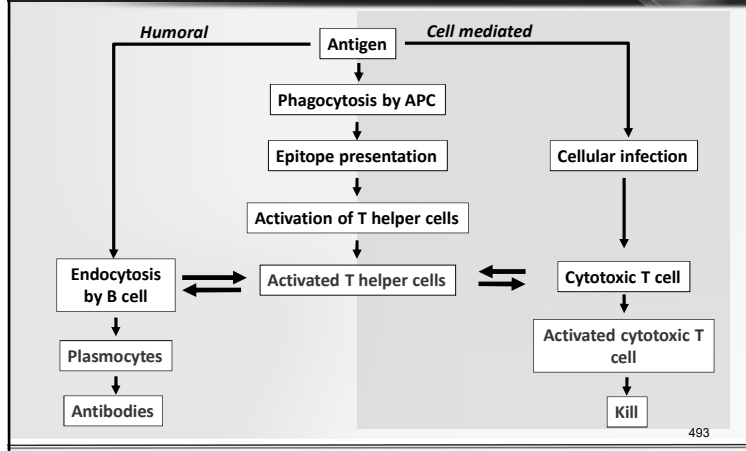 Humoral
Antigen
Cell mediated
Phagocytosis by APC
Epitope presentation
Cellular infection
Activation of T helper cells
Endocytosis
by B cell
Activated T helper cells
Cytotoxic T cell
Plasmocytes
Activated cytotoxic T
cell
Antibodies
Kill
493